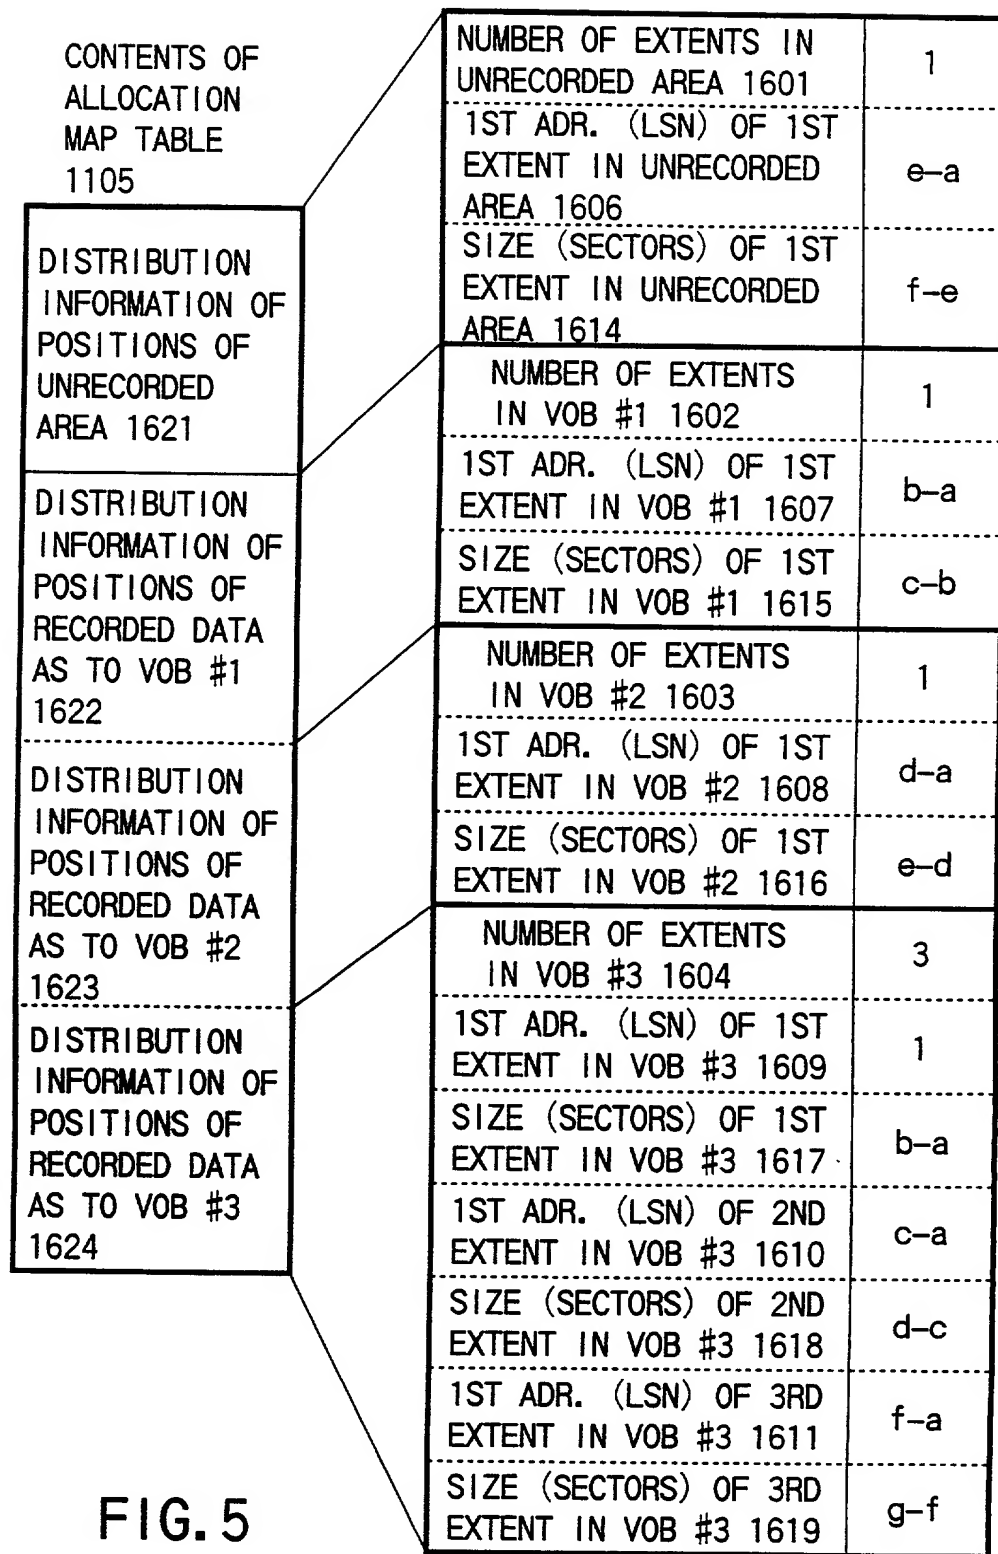 CONTENTS OF
ALLOCATION
MAP TABLE
1105
DISTRIBUTION
INFORMATION OF
POSITIONS OF
UNRECORDED
AREA 1621
DISTRIBUTION
INFORMATION OF
POSITIONS OF
RECORDED DATA
AS TO VOB #1
1622
DISTRIBUTION
INFORMATION OF
POSITIONS OF
RECORDED DATA
AS TO VOB #2
1623
DISTRIBUTION
INFORMATION OF
POSITIONS OF
RECORDED DATA
AS TO VOB #3
1624
NUMBER OF EXTENTS IN
UNRECORDED AREA 1601
1
1ST ADR. (LSN) OF 1ST
EXTENT IN UNRECORDED
AREA 1606
e-a
SIZE (SECTORS) OF 1ST
EXTENT IN UNRECORDED
AREA 1614
f-e
NUMBER OF EXTENTS
IN VOB #1 1602
1
1ST ADR. (LSN) OF 1ST
EXTENT IN VOB #1 1607
b-a
SIZE (SECTORS) OF 1ST
EXTENT IN VOB #1 1615
c-b
NUMBER OF EXTENTS
IN VOB #2 1603
1
1ST ADR. (LSN) OF 1ST
EXTENT IN VOB #2 1608
d-a
SIZE (SECTORS) OF 1ST
EXTENT IN VOB #2 1616
e-d
NUMBER OF EXTENTS
IN VOB #3 1604
3
1ST ADR. (LSN) OF 1ST
EXTENT IN VOB #3 1609
1
SIZE (SECTORS) OF 1ST
EXTENT IN VOB #3 1617
b-a
1ST ADR. (LSN) OF 2ND
EXTENT IN VOB #3 1610
c-a
SIZE (SECTORS) OF 2ND
EXTENT IN VOB #3 1618
d-c
1ST ADR. (LSN) OF 3RD
EXTENT IN VOB #3 1611
f-a
SIZE (SECTORS) OF 3RD
EXTENT IN VOB #3 1619
g-f
FIG. 5